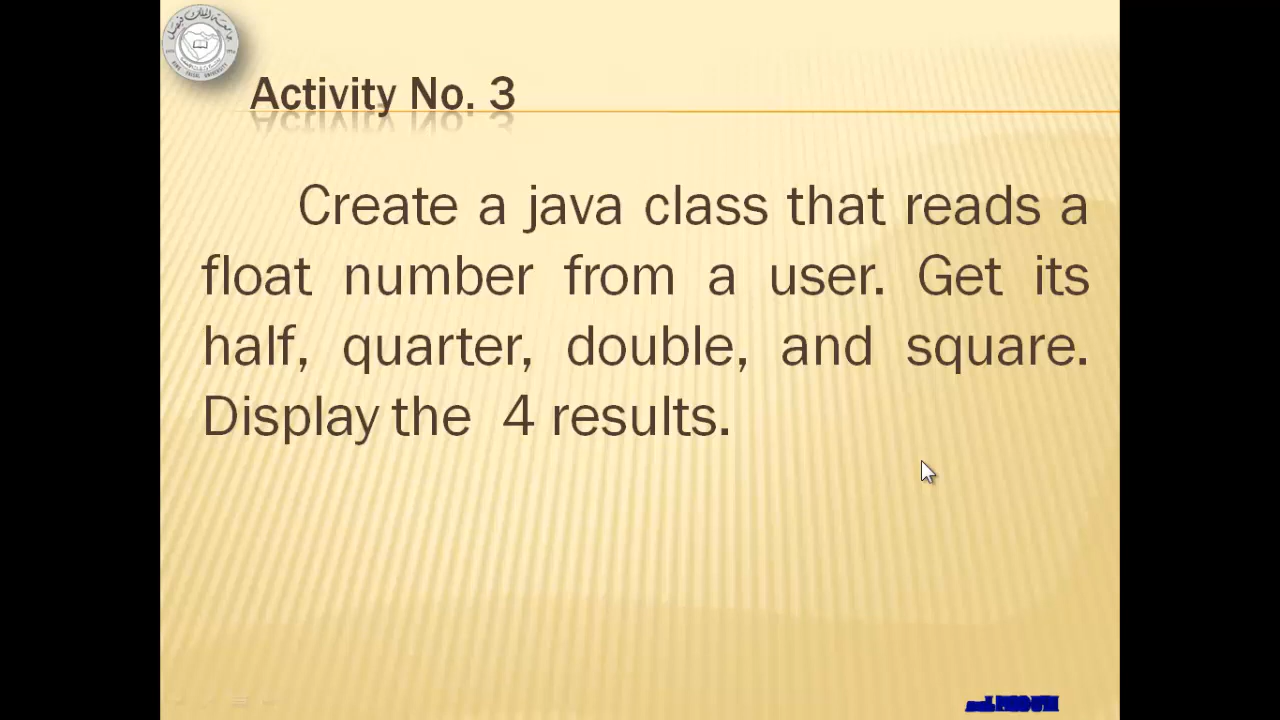 Activity No. 3
Create a java class that reads a
float number from a user. Get its
half, quarter, double, and square.
Display the 4 results.